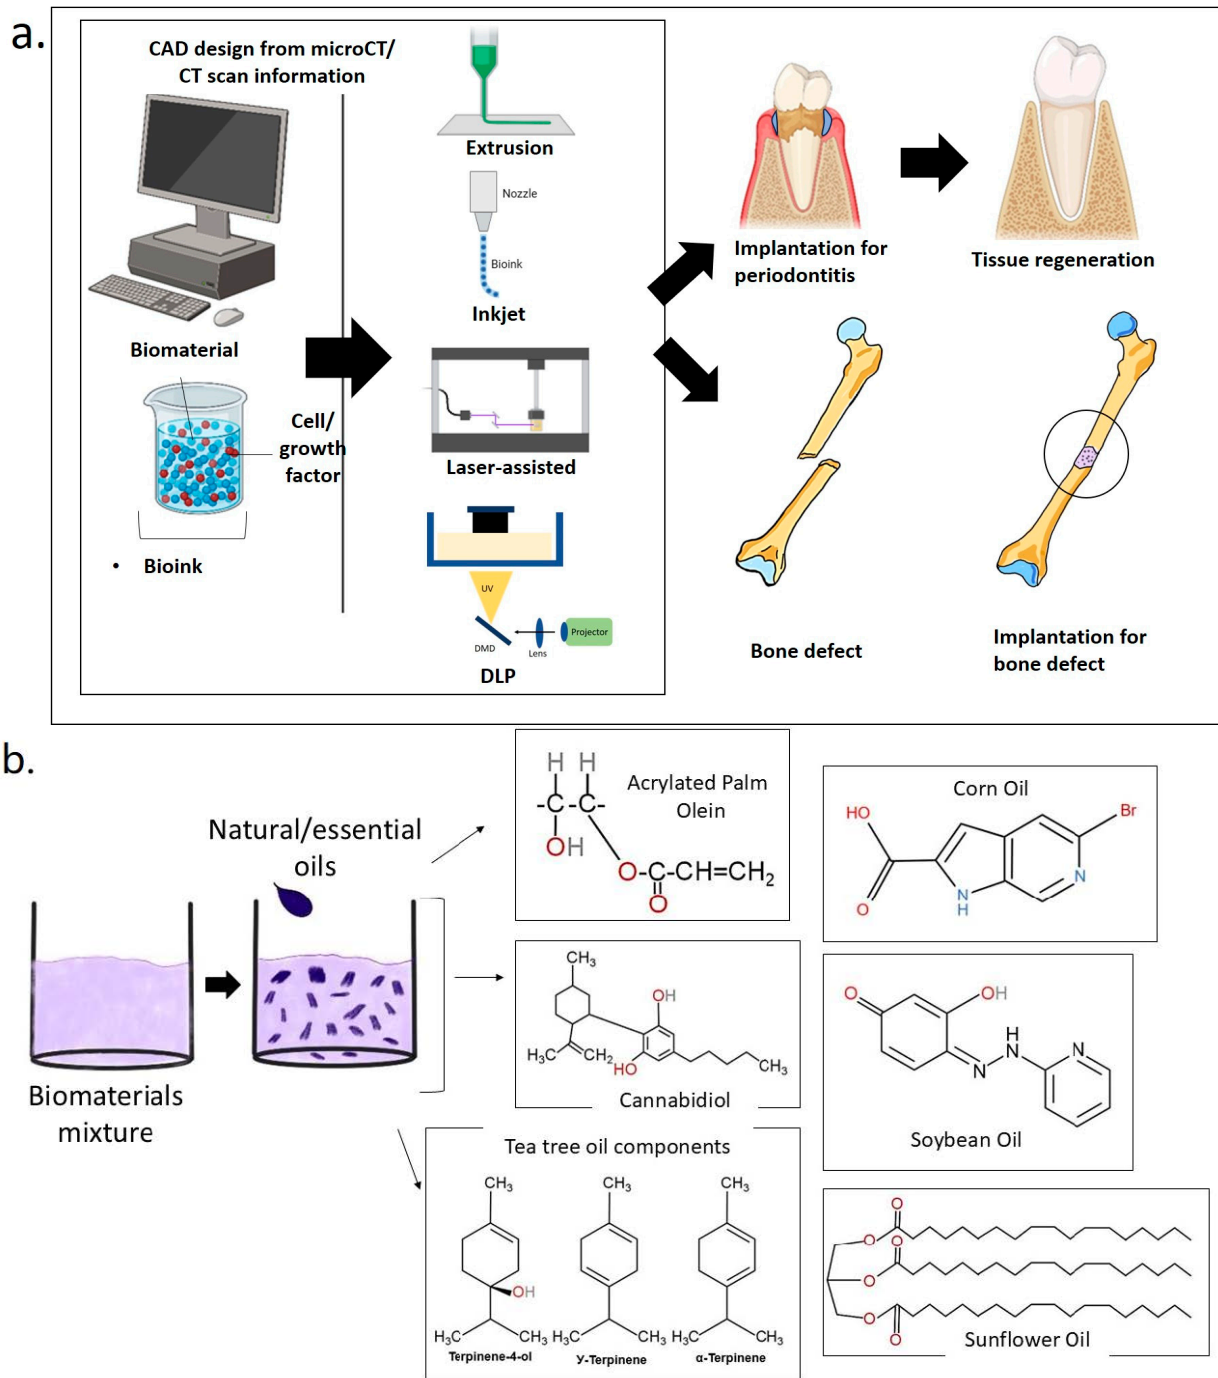 a.
CAD design from microCT/
CT scan information
Biomaterial
Cell/
growth
factor
• Bioink
Extrusion
Nozzle
Bioink
Inkjet
Laser-assisted
UV
DMD
Lens
Projector
DLP
Implantation for
periodontitis
Tissue regeneration
Bone defect
Implantation for
bone defect
b.
Biomaterials
mixture
Natural/essential
oils
Acrylated Palm
Olein
H H
-C-C-
OH
O-C-CH=CH₂
O
Corn Oil
HO
O
N
H
N
Br
CH₃
OH
H₃C
CH₂
HO
CH₃
Cannabidiol
O
OH
H
N
N
N
Soybean Oil
Tea tree oil components
CH₃
OH
H₃C CH₃
Terpinene-4-ol
CH₃
H₃C CH₃
Y-Terpinene
CH₃
H₃C CH₃
α-Terpinene
O
O
O
O
O
O
Sunflower Oil